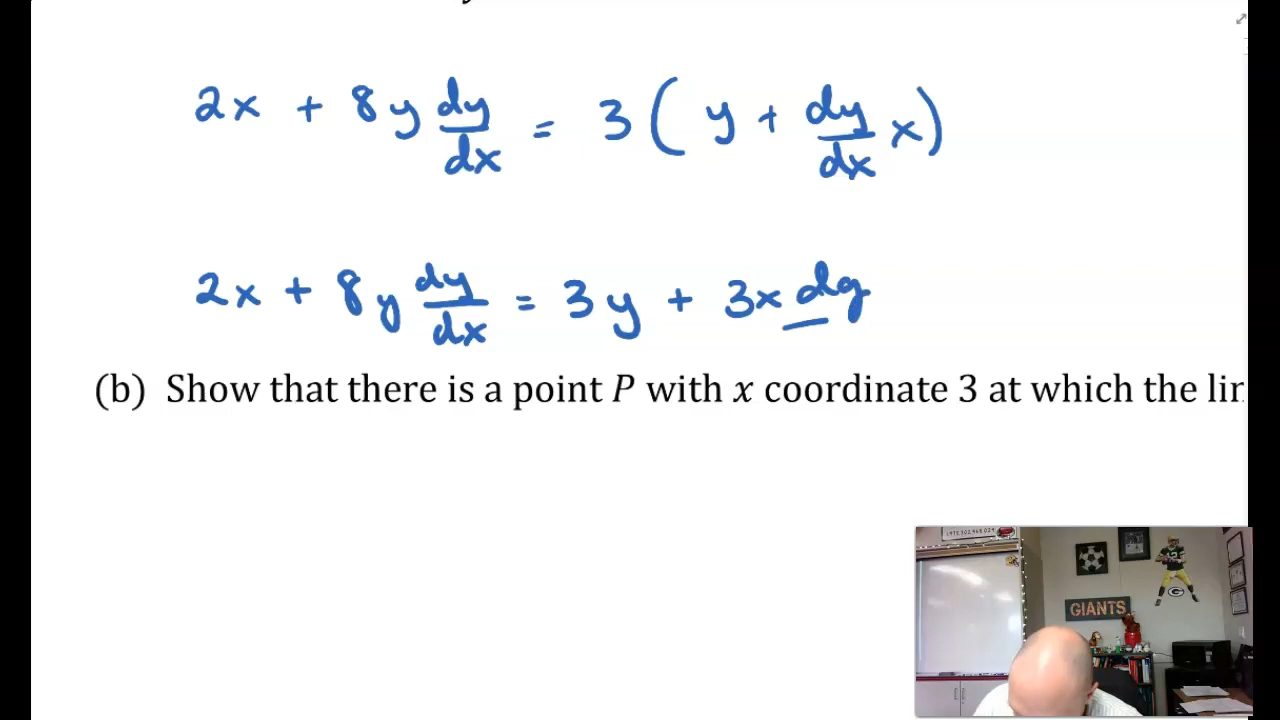 2x + 8y dy/dx = 3 ( y + dy/dx x )
2x + 8y dy/dx = 3y + 3x dy
(b) Show that there is a point P with x coordinate 3 at which the lin
GIANTS
G